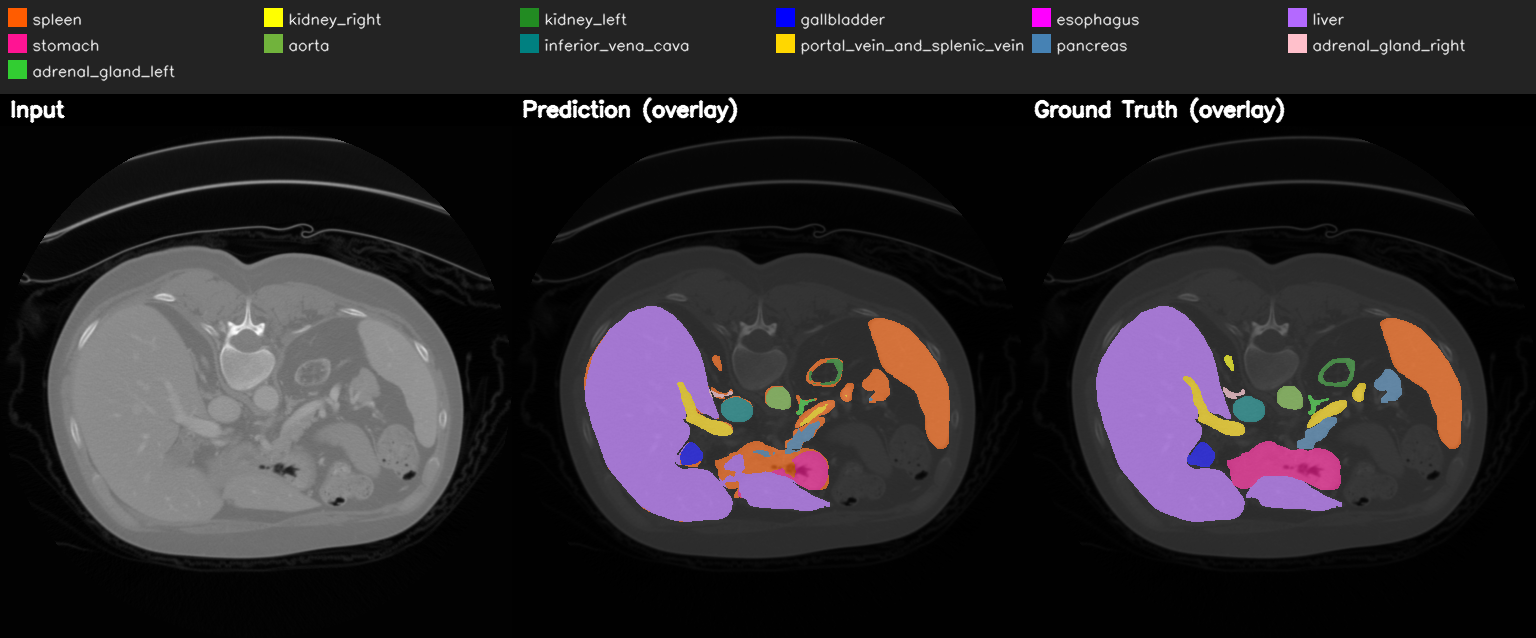 spleen kidney_right kidney_left gallbladder esophagus liver
stomach aorta inferior_vena_cava portal_vein_and_splenic_vein pancreas adrenal_gland_right
adrenal_gland_left
Input Prediction (overlay) Ground Truth (overlay)